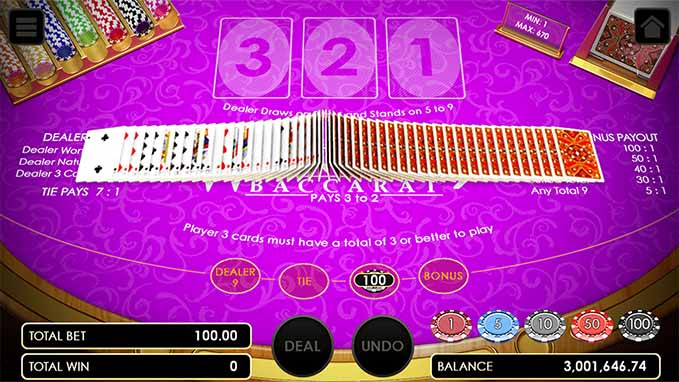 MIN: 1
MAX: 670
3 2 1
Dealer Draws and Stands on 5 to 9
DEALER
Dealer
Dealer
Dealer 3
TIE PAYS 7 : 1
PAYOUT
100 : 1
50 : 1
40 : 1
30 : 1
Any Total 9 5 : 1
BACCARAT
PAYS 3 to 2
Player 3 cards must have a total of 3 or better to play
DEALER
9
TIE
100
BONUS
TOTAL BET 100.00
TOTAL WIN 0
DEAL
UNDO
1 5 10 50 100
BALANCE 3,001,646.74